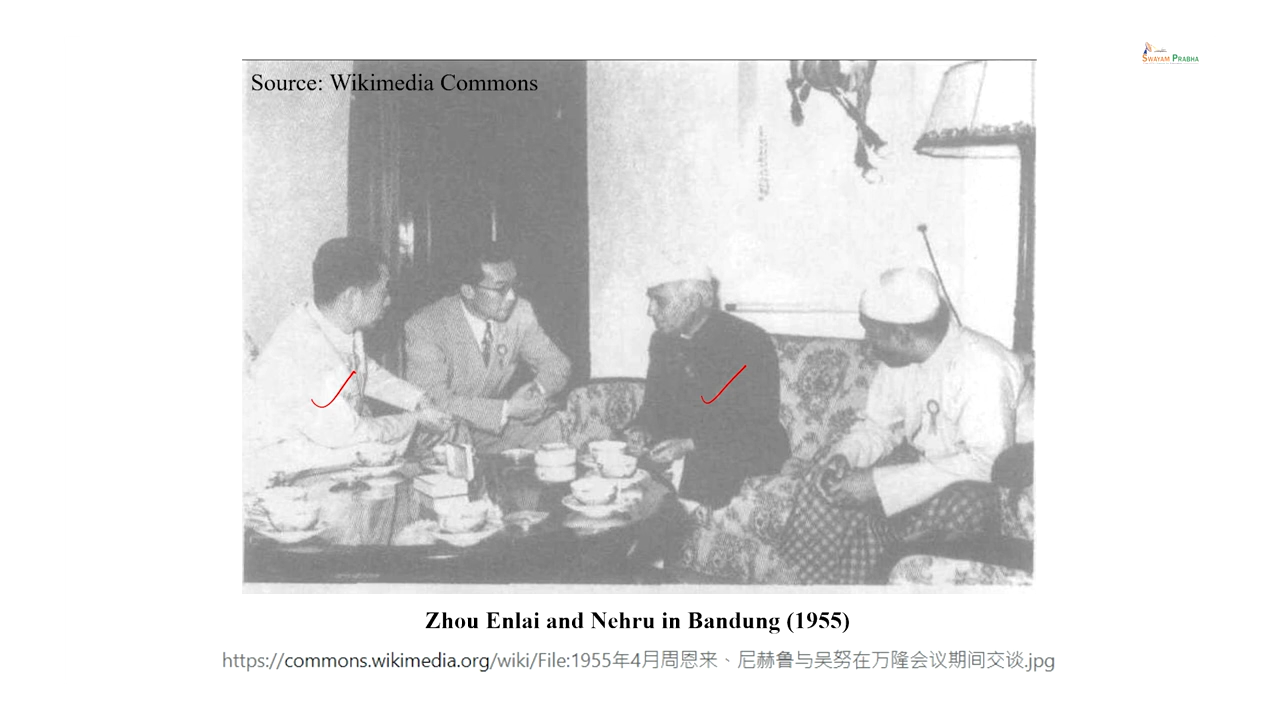 SWAYAM PRABHA
Source: Wikimedia Commons
Zhou Enlai and Nehru in Bandung (1955)
https://commons.wikimedia.org/wiki/File:1955年4月周恩来、尼赫鲁与吴努在万隆会议期间交谈.jpg